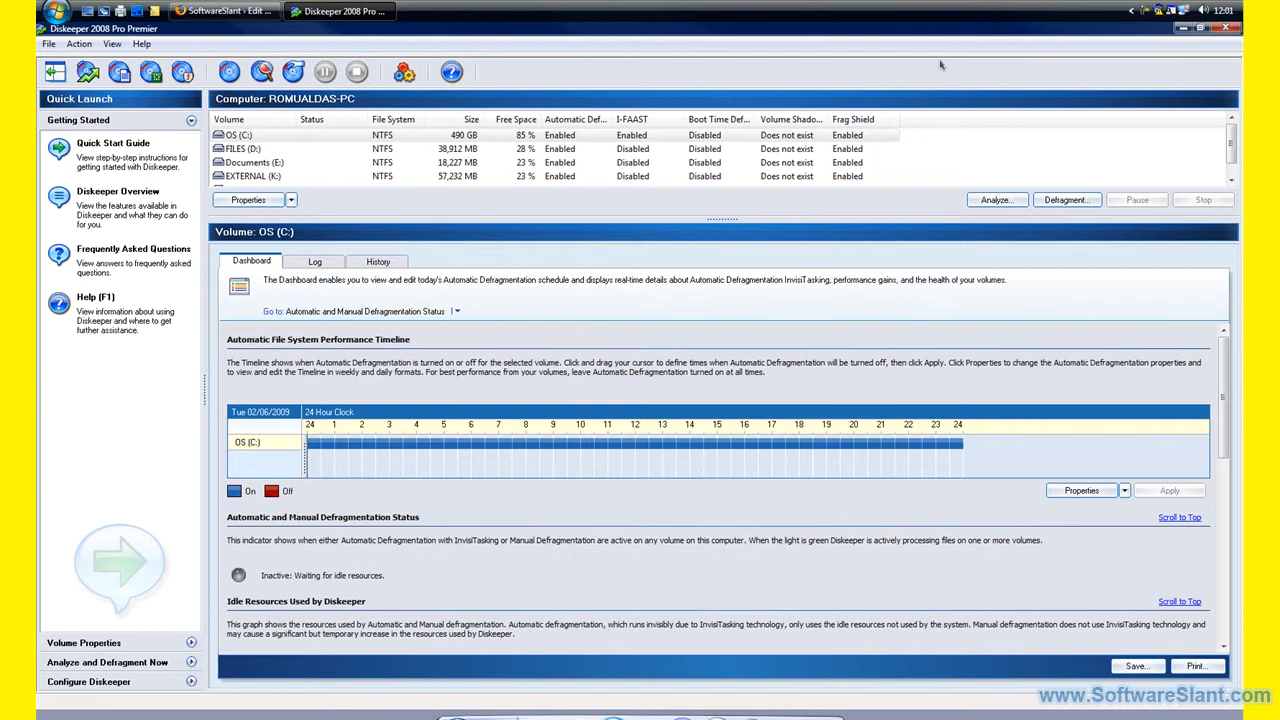 SoftwareSlant › Edit ...
Diskeeper 2008 Pro ...
12:01
Diskeeper 2008 Pro Premier
File Action View Help
Quick Launch
Getting Started
Quick Start Guide
View step-by-step instructions for
getting started with Diskeeper.
Diskeeper Overview
View the features available in
Diskeeper and what they can do
for you.
Frequently Asked Questions
View answers to frequently asked
questions.
Help (F1)
View information about using
Diskeeper and where to get
further assistance.
Volume Properties
Analyze and Defragment Now
Configure Diskeeper
Computer: ROMUALDAS-PC
Volume Status File System Size Free Space Automatic Def... I-FAAST Boot Time Def... Volume Shado... Frag Shield
OS (C:) NTFS 490 GB 85 % Enabled Enabled Disabled Does not exist Enabled
FILES (D:) NTFS 38,912 MB 28 % Enabled Disabled Disabled Does not exist Enabled
Documents (E:) NTFS 18,227 MB 23 % Enabled Disabled Disabled Does not exist Enabled
EXTERNAL (K:) NTFS 57,232 MB 23 % Enabled Disabled Disabled Does not exist Enabled
Properties Analyze... Defragment... Pause Stop
Volume: OS (C:)
Dashboard Log History
The Dashboard enables you to view and edit today's Automatic Defragmentation schedule and displays real-time details about Automatic Defragmentation InvisiTasking, performance gains, and the health of your volumes.
Go to: Automatic and Manual Defragmentation Status
Automatic File System Performance Timeline
The Timeline shows when Automatic Defragmentation is turned on or off for the selected volume. Click and drag your cursor to define times when Automatic Defragmentation will be turned off, then click Apply. Click Properties to change the Automatic Defragmentation properties and
to view and edit the Timeline in weekly and daily formats. For best performance from your volumes, leave Automatic Defragmentation turned on at all times.
Tue 02/06/2009 24 Hour Clock
24 1 2 3 4 5 6 7 8 9 10 11 12 13 14 15 16 17 18 19 20 21 22 23 24
OS (C:)
On Off Properties Apply
Automatic and Manual Defragmentation Status Scroll to Top
This indicator shows when either Automatic Defragmentation with InvisiTasking or Manual Defragmentation are active on any volume on this computer. When the light is green Diskeeper is actively processing files on one or more volumes.
Inactive: Waiting for idle resources.
Idle Resources Used by Diskeeper Scroll to Top
This graph shows the resources used by Automatic and Manual defragmentation. Automatic defragmentation, which runs invisibly due to InvisiTasking technology, only uses the idle resources not used by the system. Manual defragmentation does not use InvisiTasking technology and
may cause a significant but temporary increase in the resources used by Diskeeper.
Save... Print...
www.SoftwareSlant.com